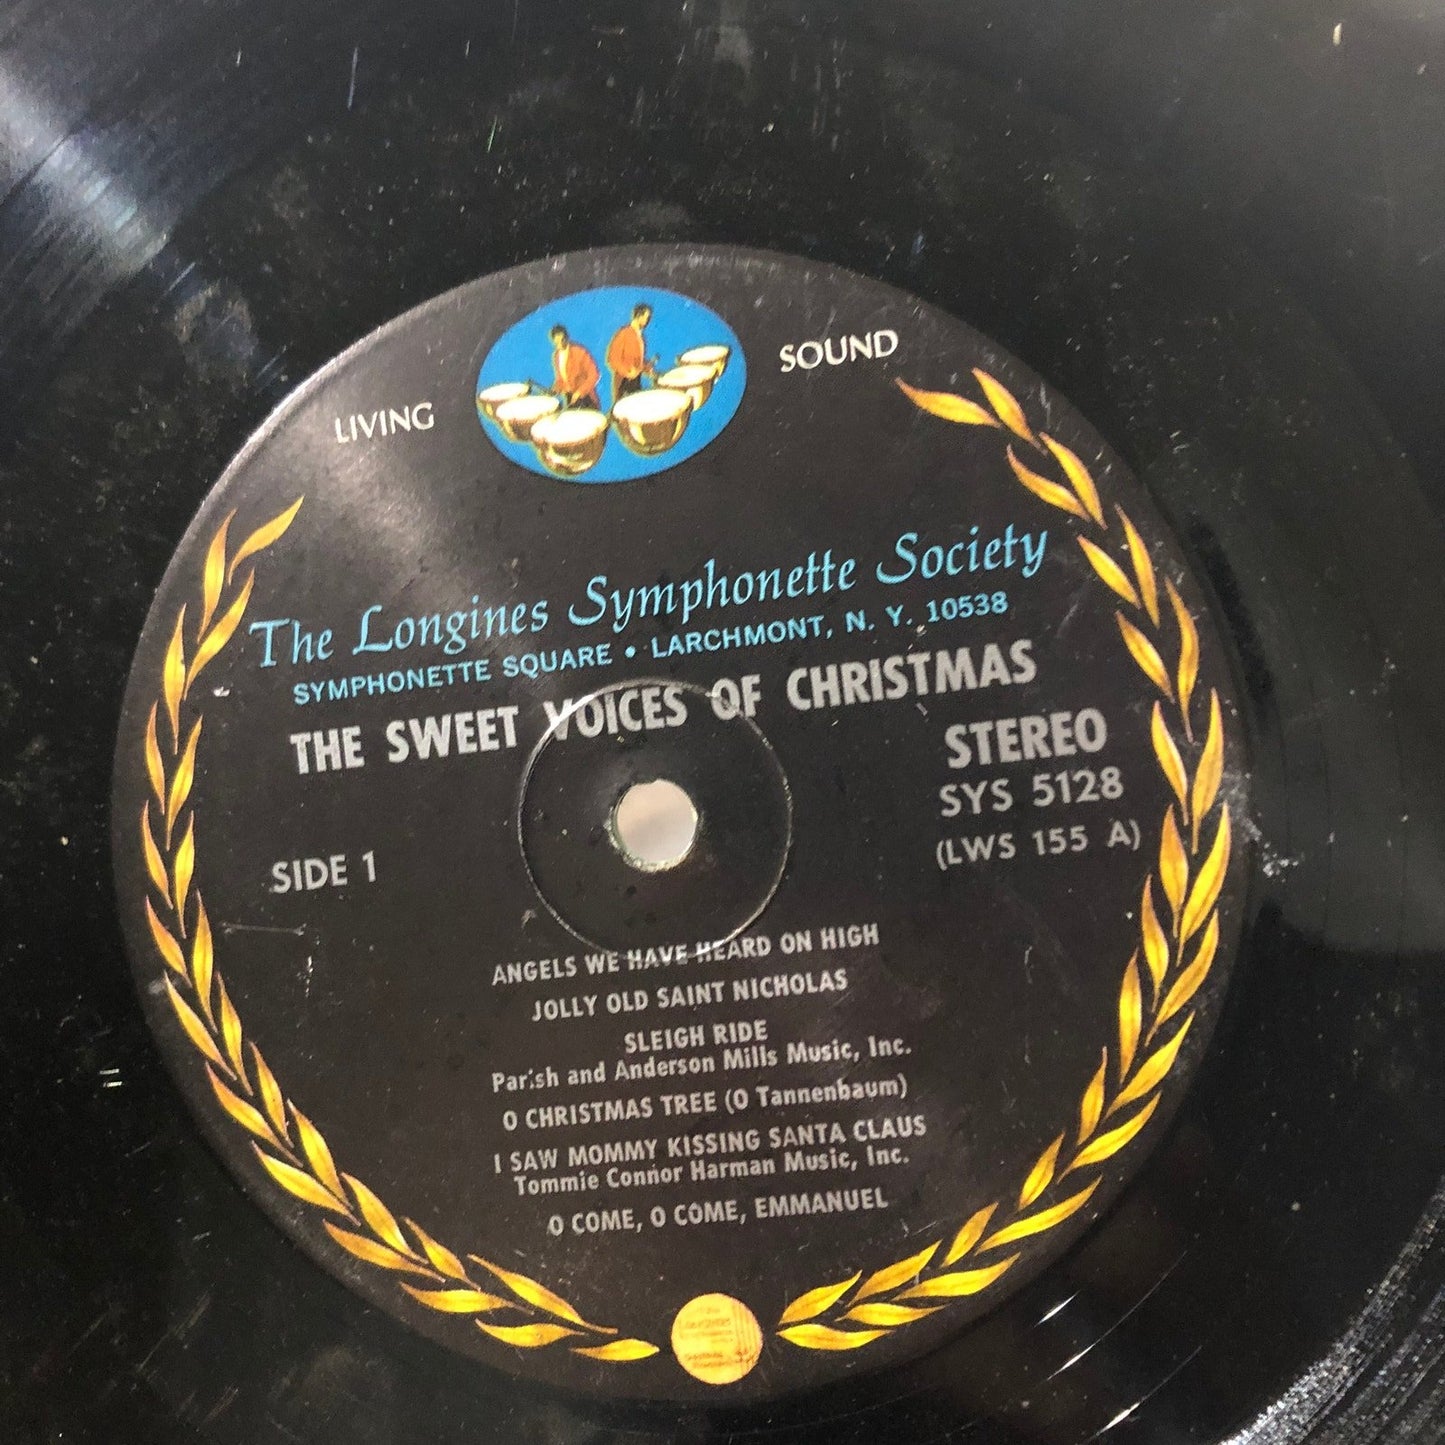 LIVING SOUND
The Longines Symphonette Society
SYMPHONETTE SQUARE • LARCHMONT, N. Y. 10538
THE SWEET VOICES OF CHRISTMAS
STEREO
SYS 5128
(LWS 155 A)
SIDE 1
ANGELS WE HAVE HEARD ON HIGH
JOLLY OLD SAINT NICHOLAS
SLEIGH RIDE
Parish and Anderson Mills Music, Inc.
O CHRISTMAS TREE (O Tannenbaum)
I SAW MOMMY KISSING SANTA CLAUS
Tommie Connor Harman Music, Inc.
O COME, O COME, EMMANUEL